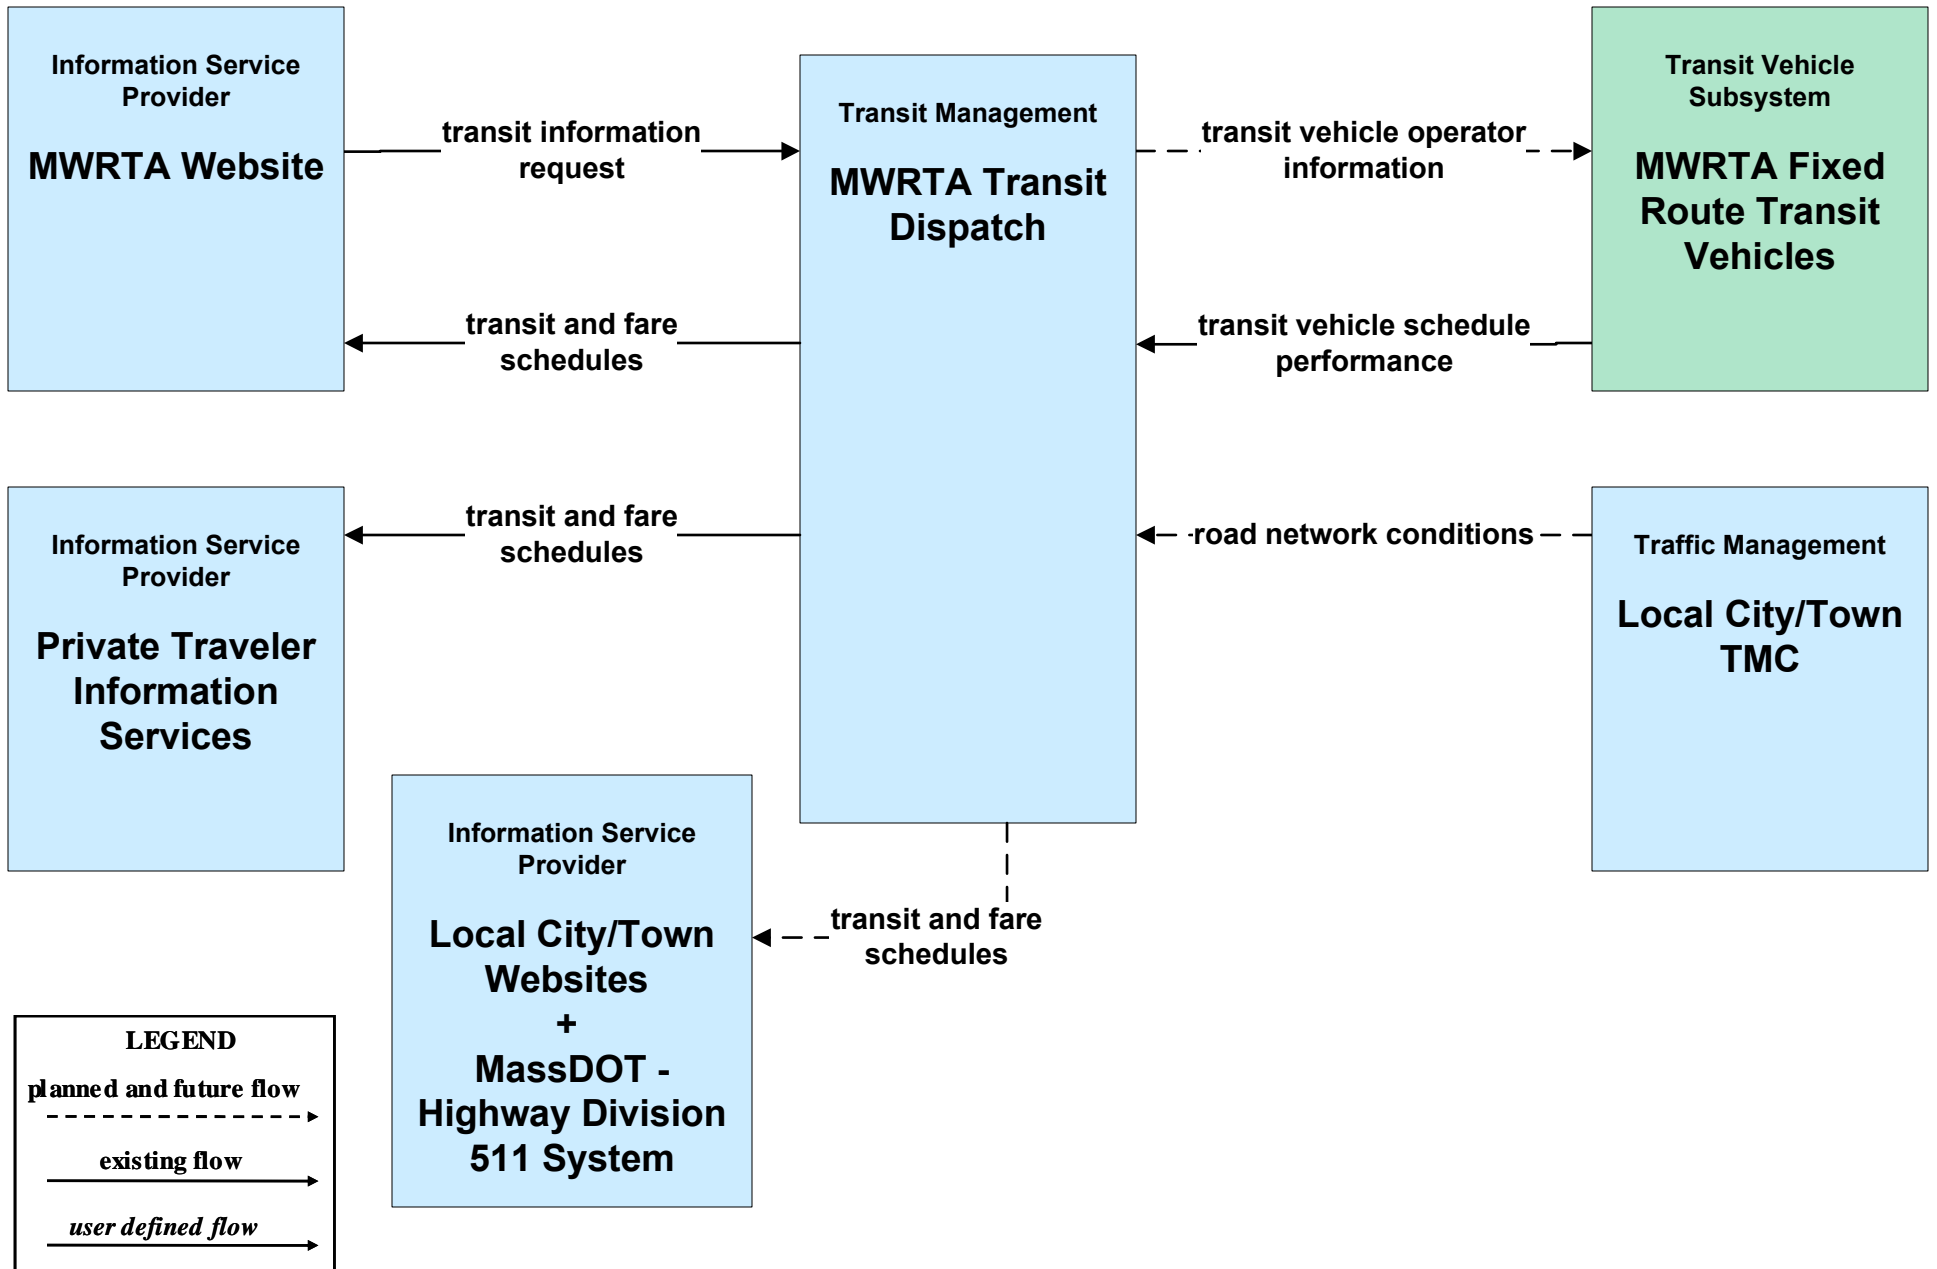 Information Service
Provider
MWRTA Website
transit information
request
transit and fare
schedules
Transit Management
MWRTA Transit
Dispatch
transit vehicle operator
information
transit vehicle schedule
performance
Transit Vehicle
Subsystem
MWRTA Fixed
Route Transit
Vehicles
Information Service
Provider
Private Traveler
Information
Services
transit and fare
schedules
road network conditions
Traffic Management
Local City/Town
TMC
Information Service
Provider
Local City/Town
Websites
+
MassDOT -
Highway Division
511 System
transit and fare
schedules
LEGEND
planned and future flow
existing flow
user defined flow